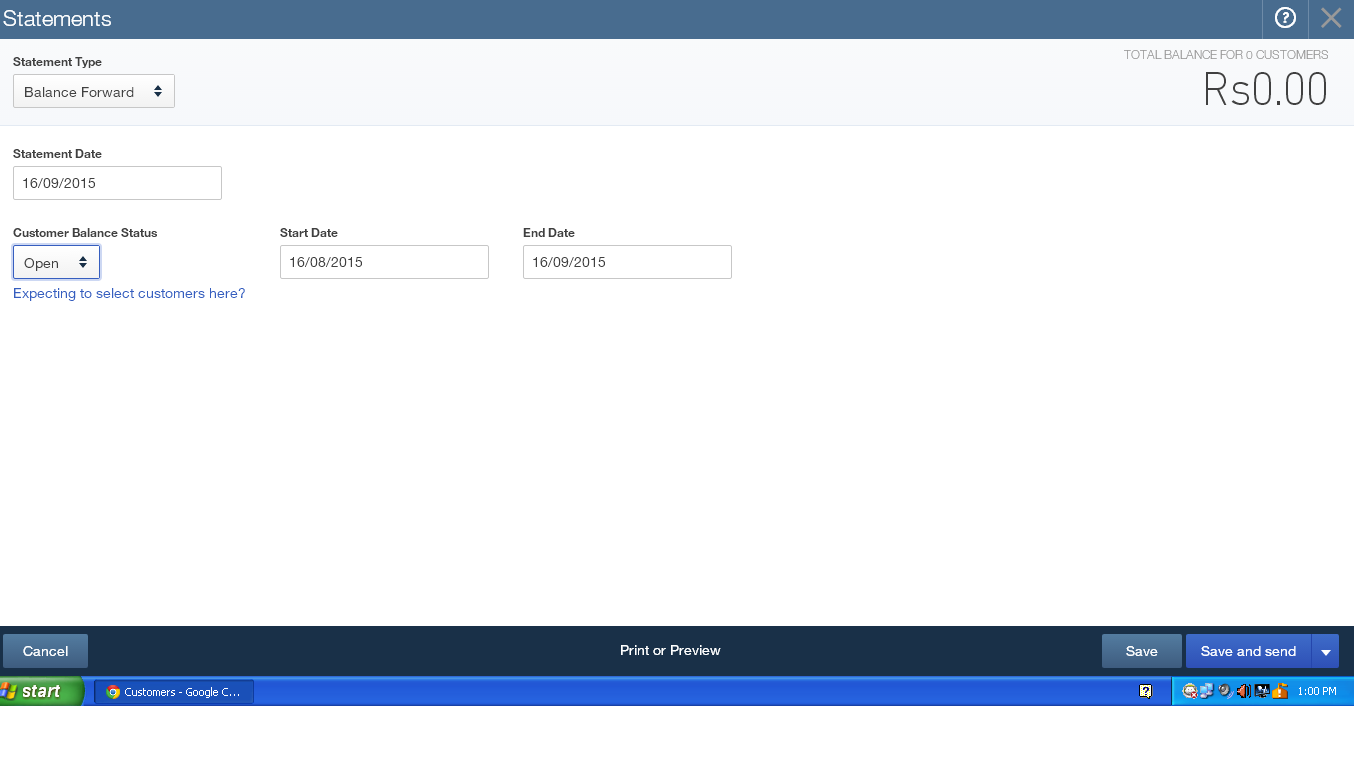 Statements
?
Statement Type
Balance Forward
TOTAL BALANCE FOR 0 CUSTOMERS
Rs0.00
Statement Date
16/09/2015
Customer Balance Status
Start Date
End Date
Open
16/08/2015
16/09/2015
Expecting to select customers here?
Cancel
Print or Preview
Save
Save and send
start
Customers - Google C...
?
1:00 PM